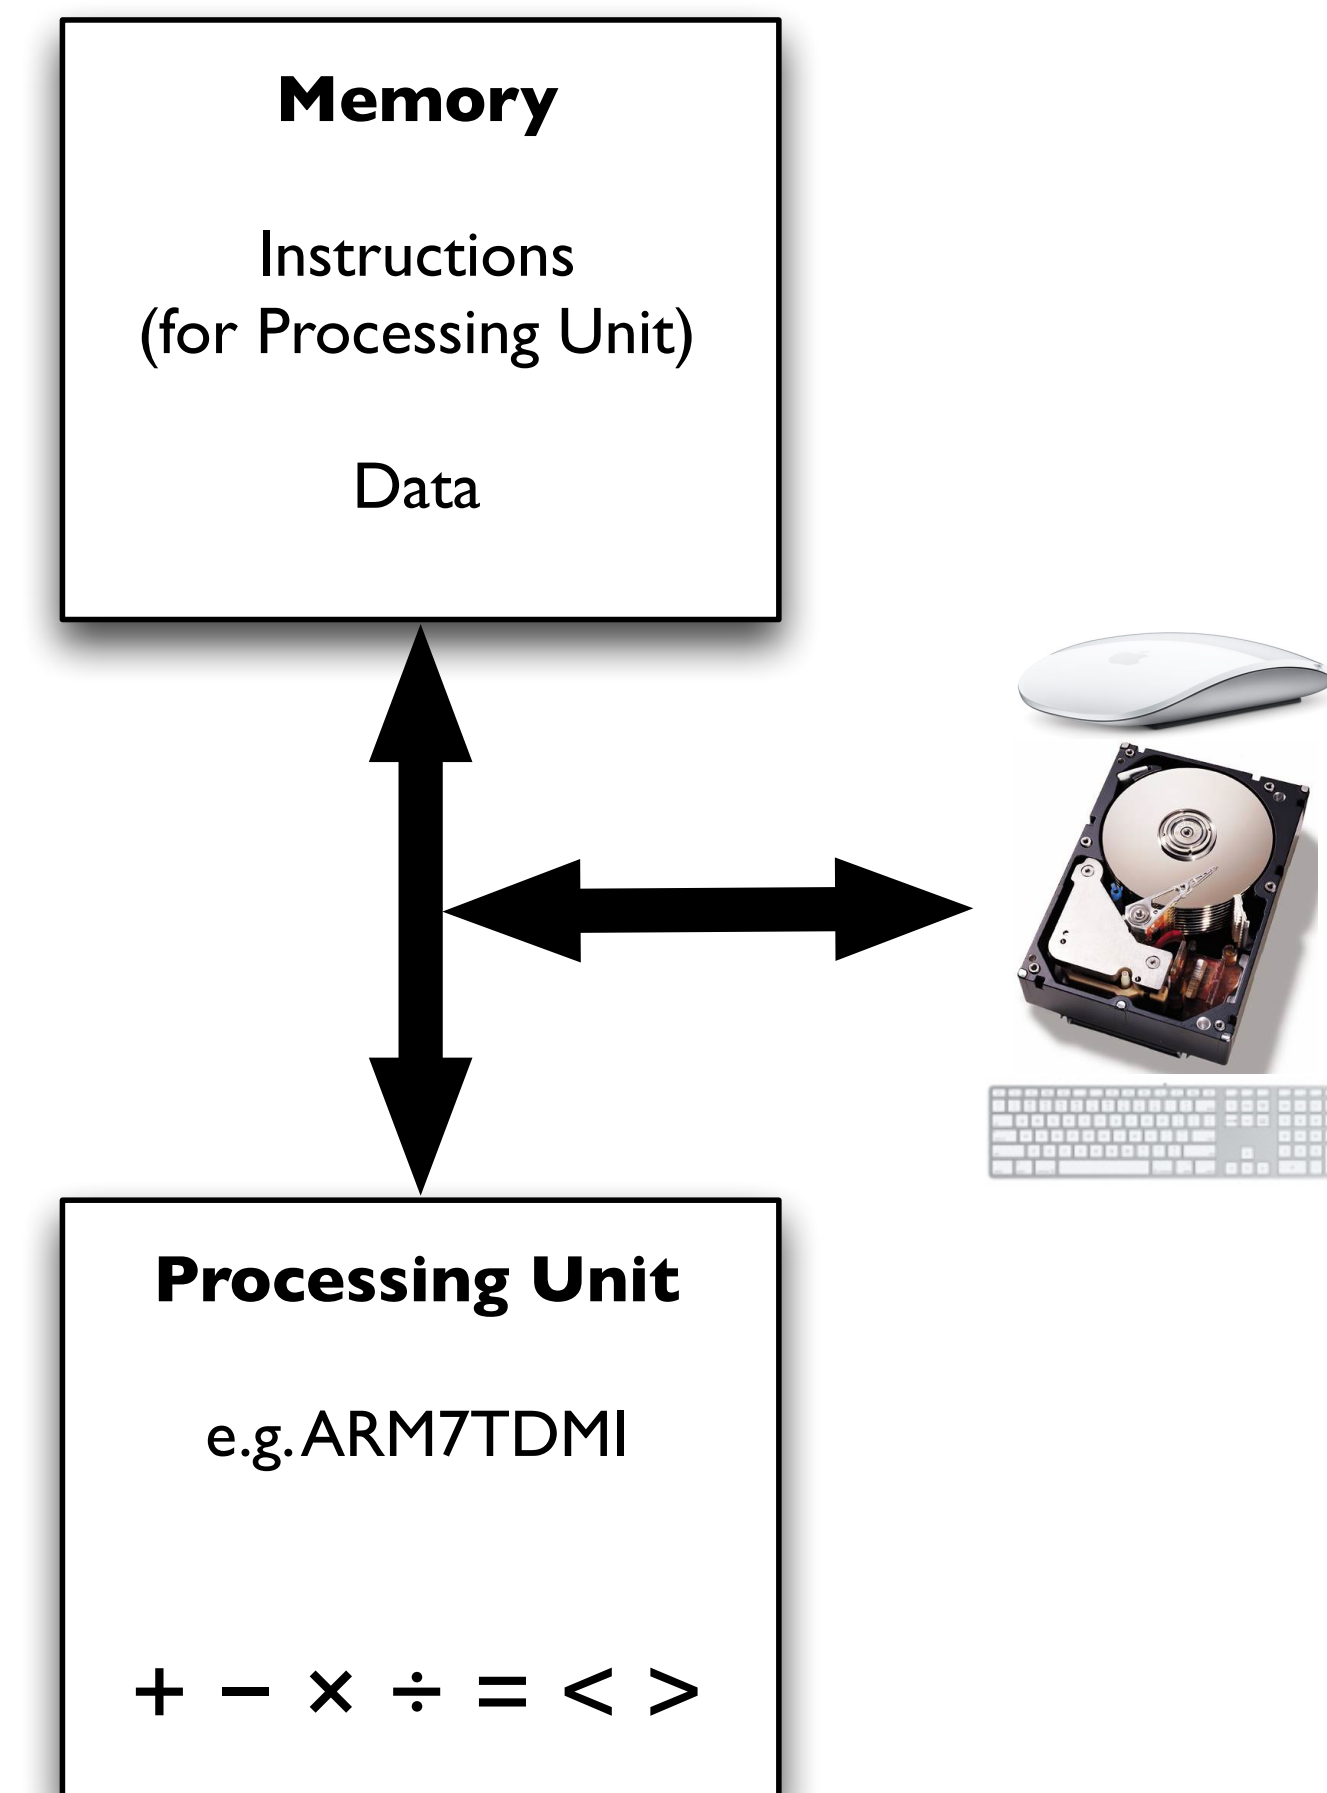 Memory
Instructions
(for Processing Unit)
Data
Processing Unit
e.g. ARM7TDMI
+ − × ÷ = < >